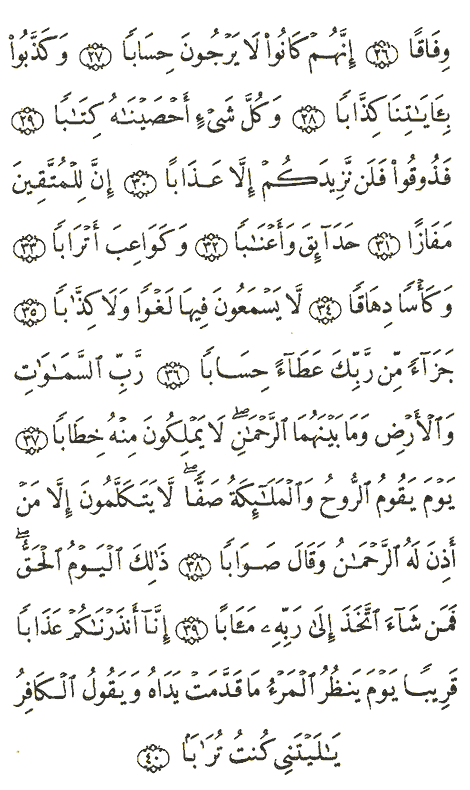 وِفَاقًا ٢٦ إِنَّهُمْ كَانُوا۟ لَا يَرْجُونَ حِسَابًا ٢٧ وَكَذَّبُوا۟
بِـَٔايَـٰتِنَا كِذَّابًا ٢٨ وَكُلَّ شَىْءٍ أَحْصَيْنَـٰهُ كِتَـٰبًا ٢٩
فَذُوقُوا۟ فَلَن نَّزِيدَكُمْ إِلَّا عَذَابًا ٣٠ إِنَّ لِلْمُتَّقِينَ
مَفَازًا ٣١ حَدَآئِقَ وَأَعْنَـٰبًا ٣٢ وَكَوَاعِبَ أَتْرَابًا ٣٣
وَكَأْسًا دِهَاقًا ٣٤ لَّا يَسْمَعُونَ فِيهَا لَغْوًا وَلَا كِذَّٰبًا ٣٥
جَزَآءً مِّن رَّبِّكَ عَطَآءً حِسَابًا ٣٦ رَّبِّ ٱلسَّمَـٰوَٰتِ
وَٱلْأَرْضِ وَمَا بَيْنَهُمَا ٱلرَّحْمَـٰنِ ۖ لَا يَمْلِكُونَ مِنْهُ خِطَابًا ٣٧
يَوْمَ يَقُومُ ٱلرُّوحُ وَٱلْمَلَـٰٓئِكَةُ صَفًّا ۖ لَّا يَتَكَلَّمُونَ إِلَّا مَنْ
أَذِنَ لَهُ ٱلرَّحْمَـٰنُ وَقَالَ صَوَابًا ٣٨ ذَٰلِكَ ٱلْيَوْمُ ٱلْحَقُّ ۖ
فَمَن شَآءَ ٱتَّخَذَ إِلَىٰ رَبِّهِۦ مَـَٔابًا ٣٩ إِنَّآ أَنذَرْنَـٰكُمْ عَذَابًا
قَرِيبًا يَوْمَ يَنظُرُ ٱلْمَرْءُ مَا قَدَّمَتْ يَدَاهُ وَيَقُولُ ٱلْكَافِرُ
يَـٰلَيْتَنِى كُنتُ تُرَٰبًۢا ٤٠